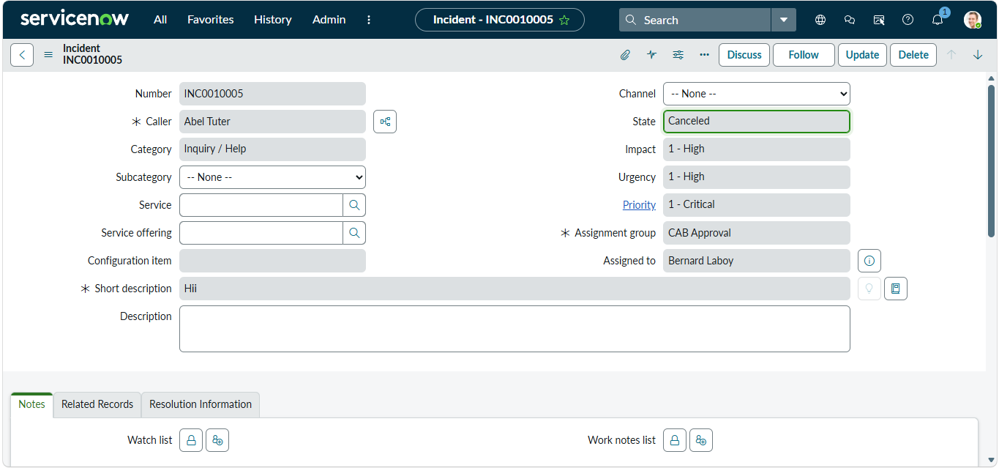 servicenow All Favorites History Admin Incident - INC0010005 Search 1
Incident
INC0010005
Discuss Follow Update Delete
Number INC0010005 Channel -- None --
* Caller Abel Tuter State Canceled
Category Inquiry / Help Impact 1 - High
Subcategory -- None -- Urgency 1 - High
Service Priority 1 - Critical
Service offering * Assignment group CAB Approval
Configuration item Assigned to Bernard Laboy
* Short description Hii
Description
Notes Related Records Resolution Information
Watch list Work notes list